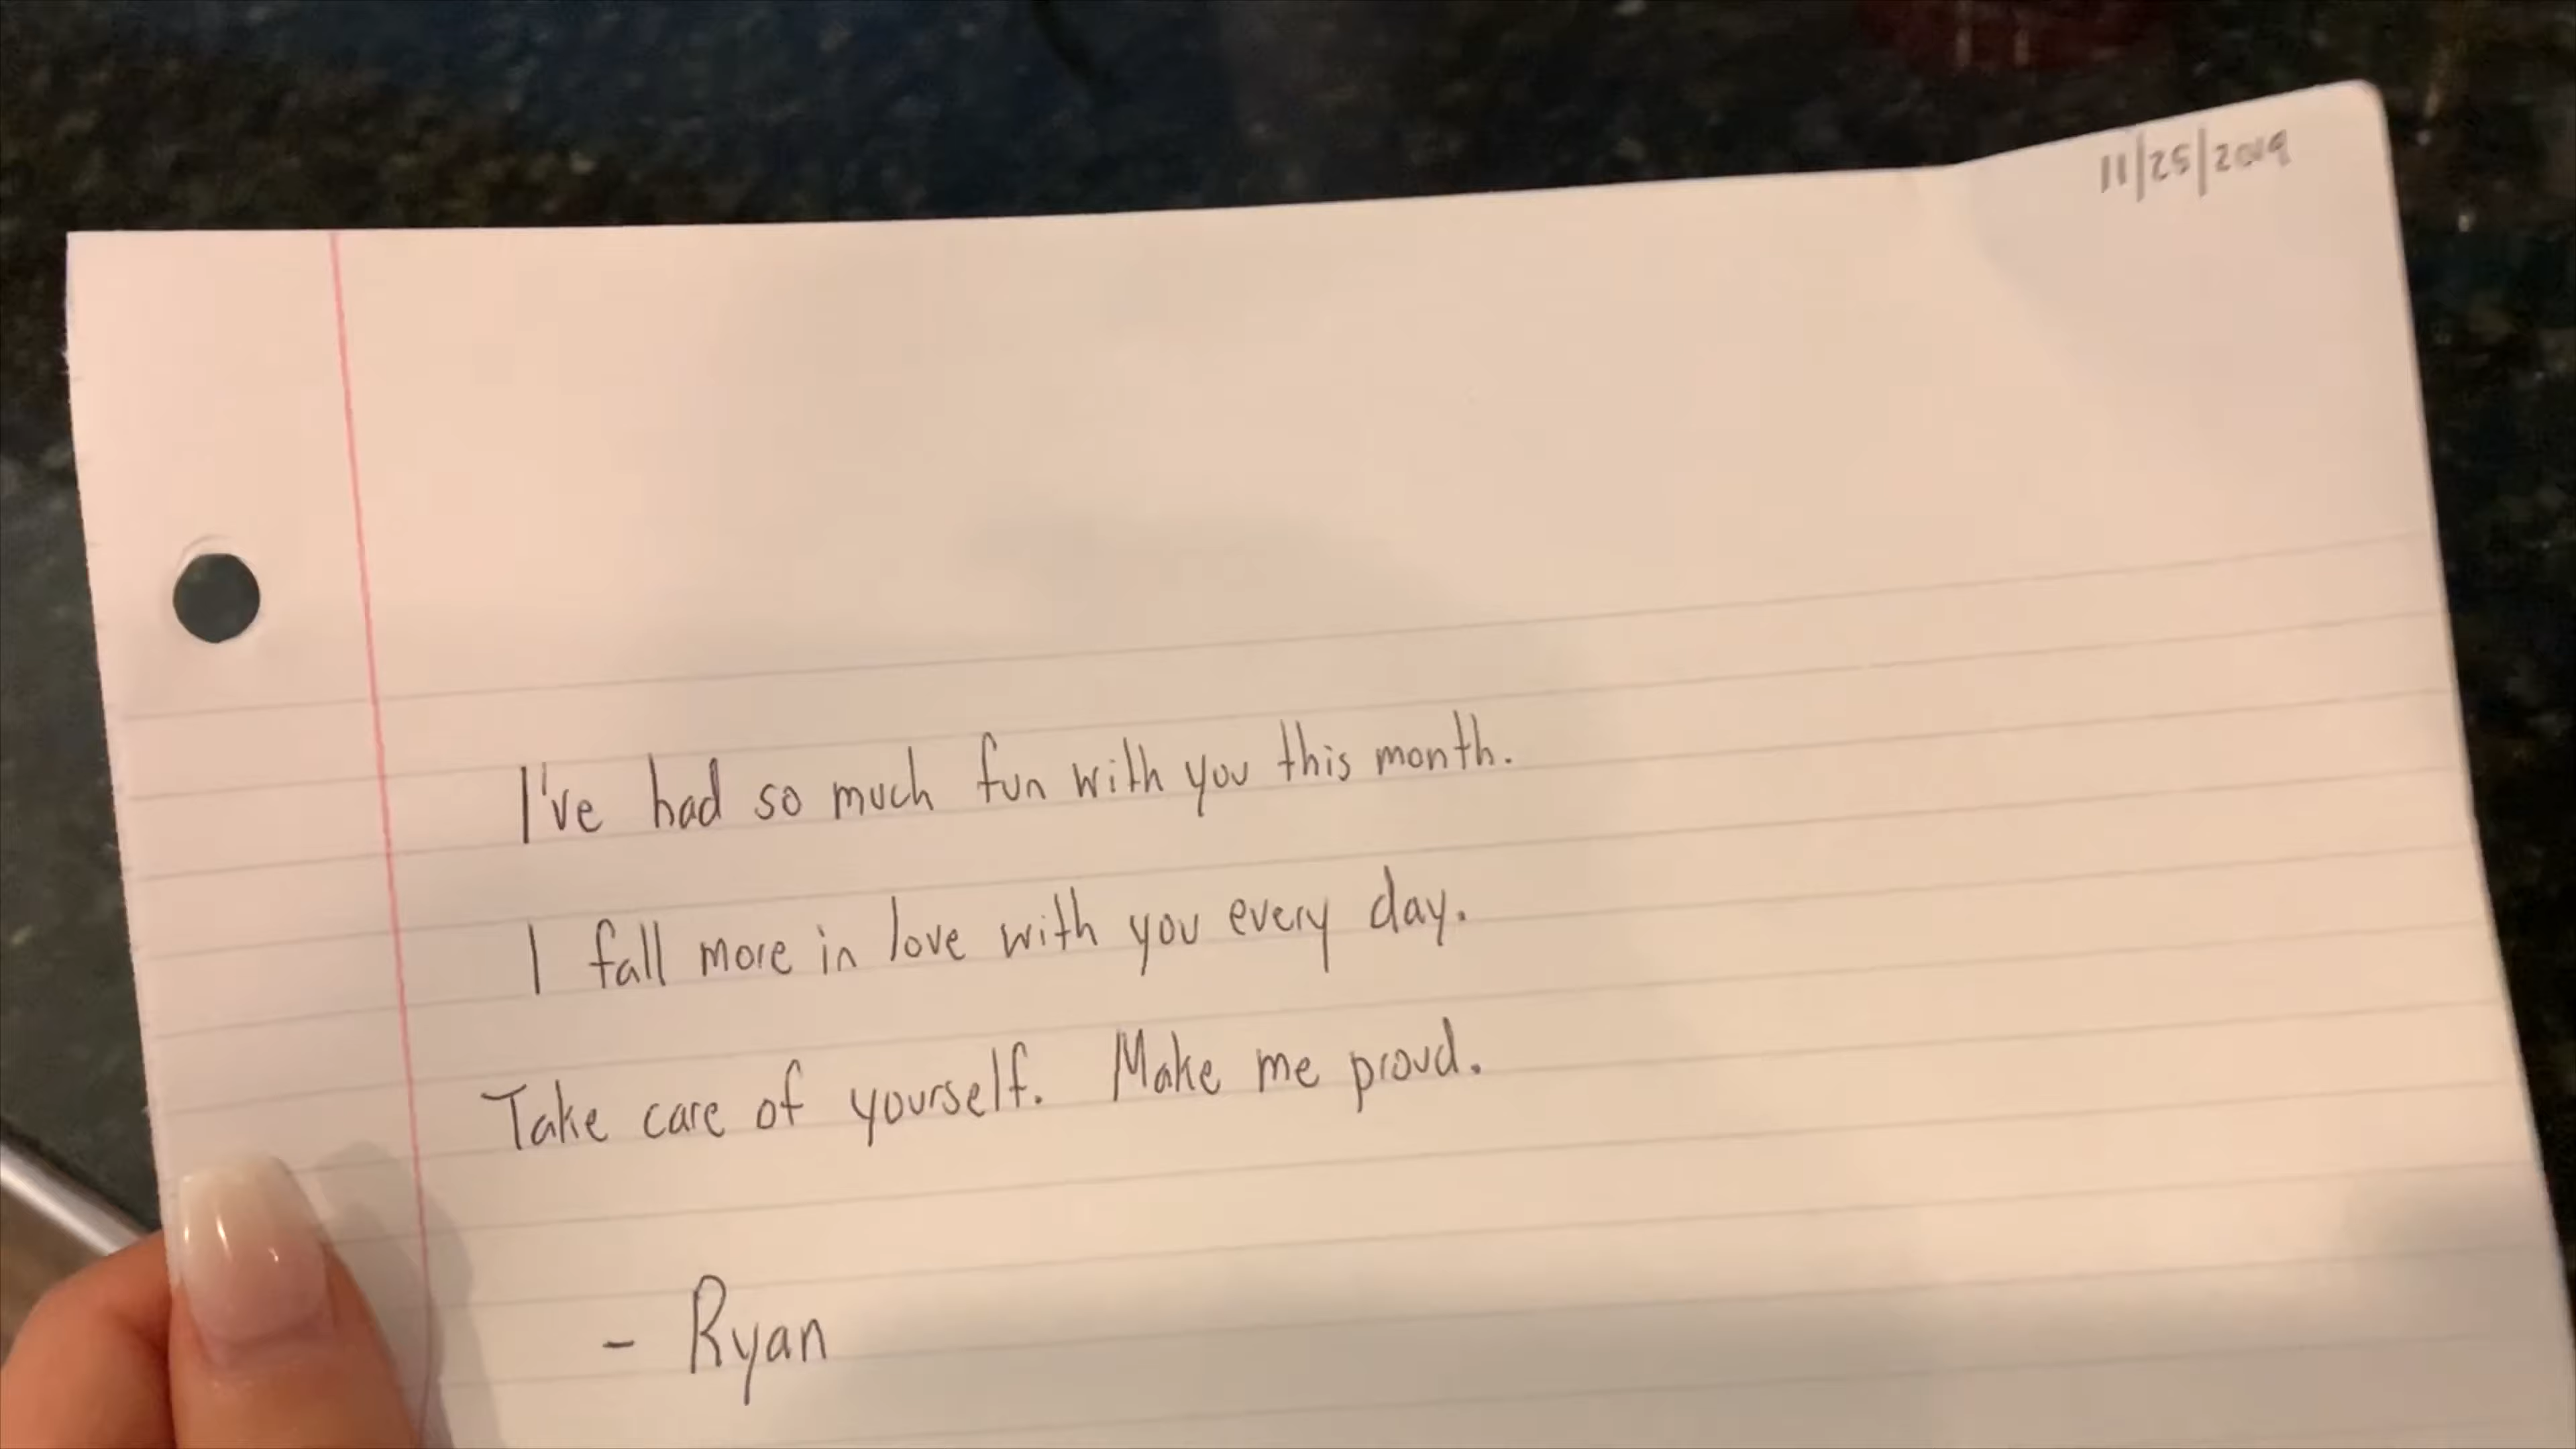 11/25/2019
I've had so much fun with you this month.
I fall more in love with you every day.
Take care of yourself. Make me proud.
- Ryan